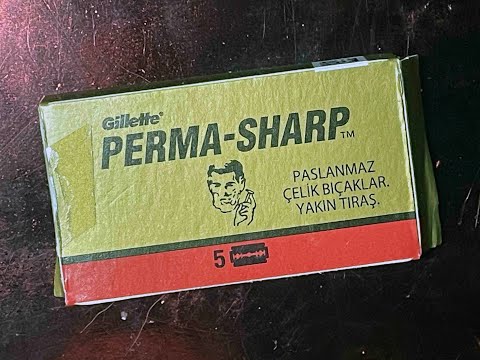 Gillette®
PERMA-SHARP™
PASLANMAZ
ÇELİK BIÇAKLAR.
YAKIN TIRAŞ.
5